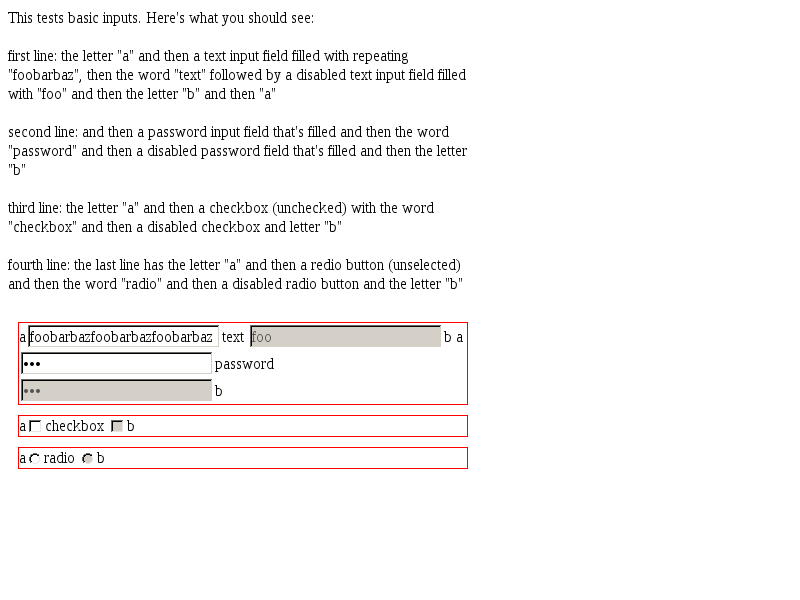 This tests basic inputs. Here's what you should see:
first line: the letter "a" and then a text input field filled with repeating
"foobarbaz", then the word "text" followed by a disabled text input field filled
with "foo" and then the letter "b" and then "a"
second line: and then a password input field that's filled and then the word
"password" and then a disabled password field that's filled and then the letter
"b"
third line: the letter "a" and then a checkbox (unchecked) with the word
"checkbox" and then a disabled checkbox and letter "b"
fourth line: the last line has the letter "a" and then a redio button (unselected)
and then the word "radio" and then a disabled radio button and the letter "b"
a foobarbazfoobarbazfoobarbaz text foo b a
••• password
••• b
a checkbox b
a radio b